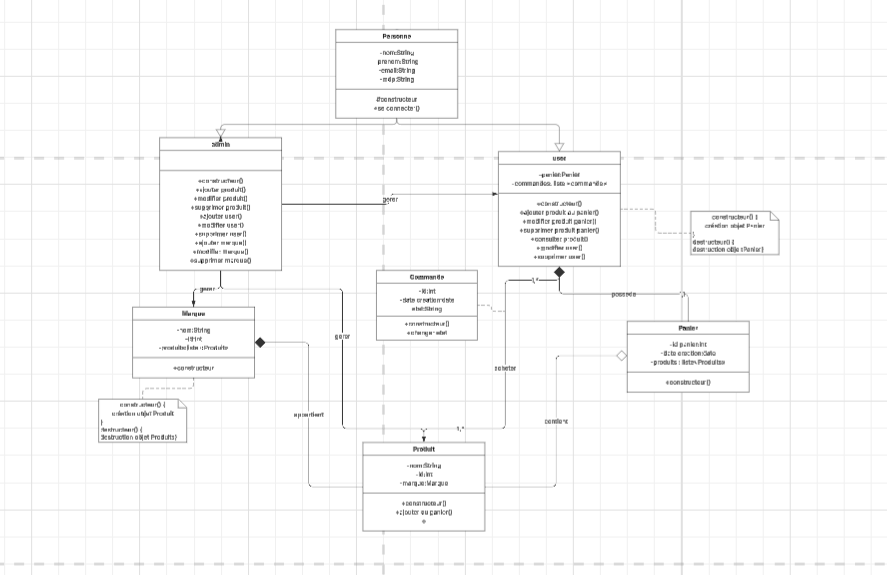 Personne
-nom:String
prenom:String
-email:String
-mdp:String
#constructeur
+se connecter()
admin
+constructeur()
+ajouter produit()
+modifier produit()
+supprimer produit()
+ajouter user()
+modifier user()
+supprimer user()
+ajouter marque()
+modifier Marque()
+supprimer marque()
gerer
user
-panier:Panier
-commandes: liste <commande>
+constructeur()
+ajouter produit au panier()
+modifier produit panier()
+supprimer produit panier()
+consulter produit()
+modifier user()
+supprimer user()
constructeur() {
création objet Panier
}
destructeur() {
destruction objetPanier}
Commande
-id:int
-date creation:date
etat:String
+constructeur()
+change etat
gerer
1,*
possede
Marque
-nom:String
-id:int
-produits:liste<Produits
+constructeur
gerer
Panier
-id panier:int
-date creation:date
-produits : liste<Produits>
+constructeur()
constructeur() {
création objet Produit
}
destructeur() {
destruction objet Produits}
acheter
appartient
contient
1,*
Produit
-nom:String
-id:int
-marque:Marque
+constructeur()
+ajouter au panier()
+